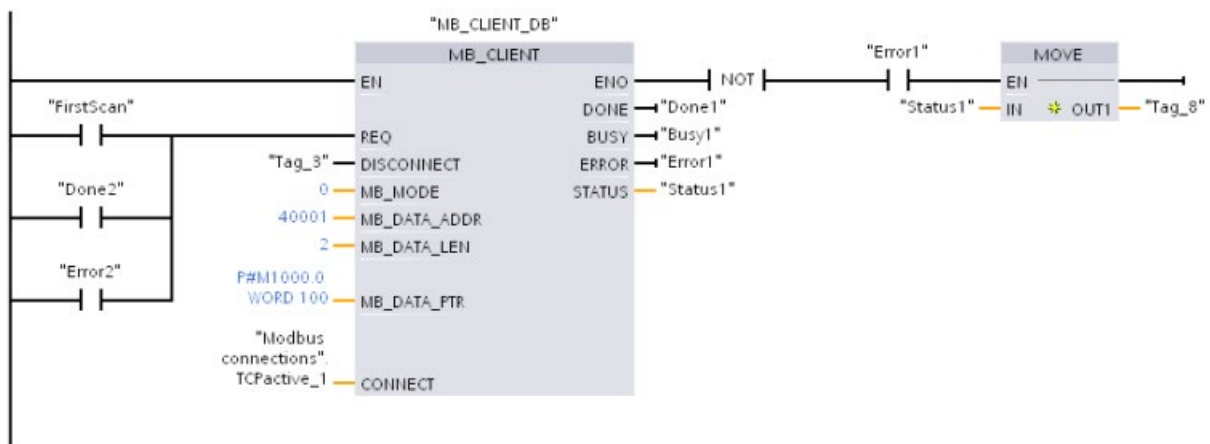 "MB_CLIENT_DB"
MB_CLIENT
EN
ENO
NOT
"Error1"
MOVE
EN
"FirstScan"
DONE
"Done1"
"Status1"
IN
OUT1
"Tag_8"
REQ
BUSY
"Busy1"
"Tag_3"
DISCONNECT
ERROR
"Error1"
"Done2"
0
MB_MODE
STATUS
"Status1"
40001
MB_DATA_ADDR
2
MB_DATA_LEN
"Error2"
P#M1000.0
WORD 100
MB_DATA_PTR
"Modbus
connections".
TCPactive_1
CONNECT